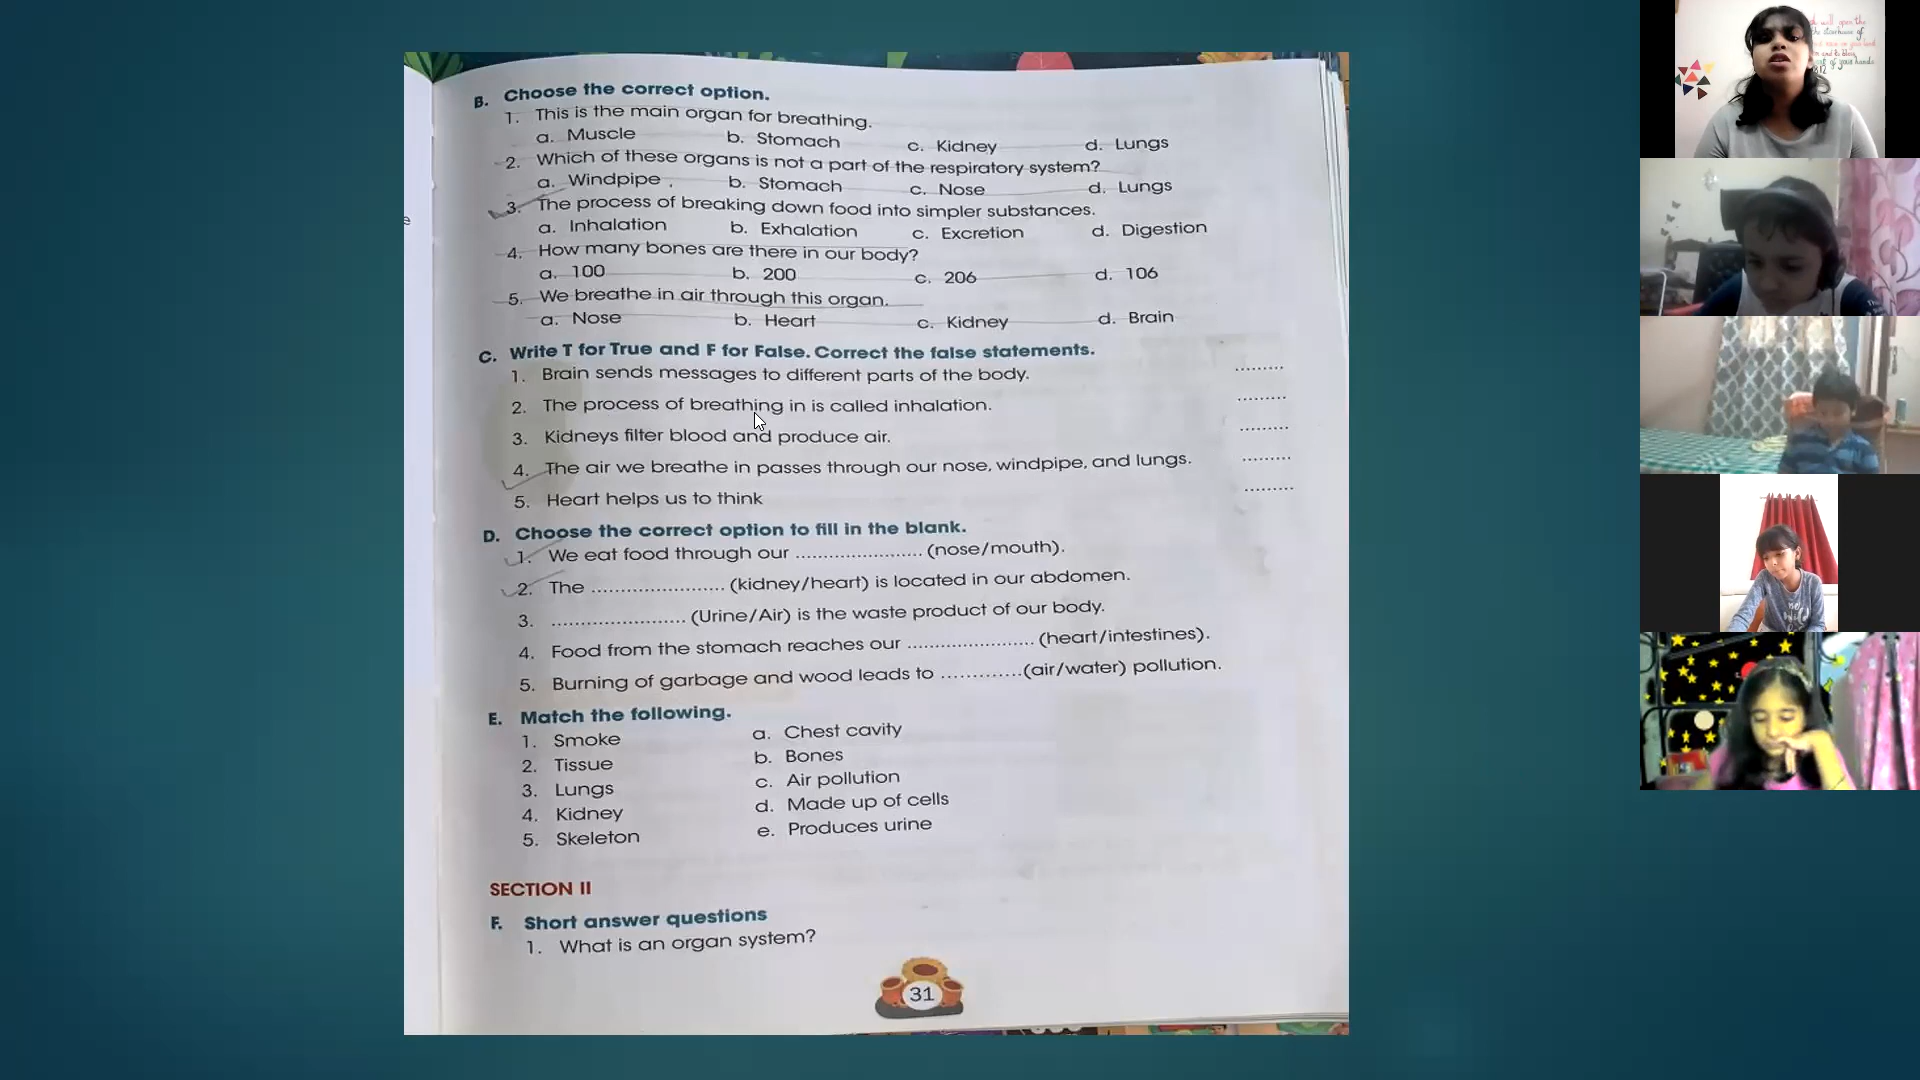 B. Choose the correct option.
1. This is the main organ for breathing.
a. Muscle b. Stomach c. Kidney d. Lungs
2. Which of these organs is not a part of the respiratory system?
a. Windpipe . b. Stomach c. Nose d. Lungs
3. The process of breaking down food into simpler substances.
a. Inhalation b. Exhalation c. Excretion d. Digestion
4. How many bones are there in our body?
a. 100 b. 200 c. 206 d. 106
5. We breathe in air through this organ.
a. Nose b. Heart c. Kidney d. Brain
C. Write T for True and F for False. Correct the false statements.
1. Brain sends messages to different parts of the body. .........
2. The process of breathing in is called inhalation. .........
3. Kidneys filter blood and produce air. .........
4. The air we breathe in passes through our nose, windpipe, and lungs. .........
5. Heart helps us to think .........
D. Choose the correct option to fill in the blank.
1. We eat food through our ....................... (nose/mouth).
2. The ........................ (kidney/heart) is located in our abdomen.
3. ........................ (Urine/Air) is the waste product of our body.
4. Food from the stomach reaches our ....................... (heart/intestines).
5. Burning of garbage and wood leads to ..............(air/water) pollution.
E. Match the following.
1. Smoke a. Chest cavity
2. Tissue b. Bones
3. Lungs c. Air pollution
4. Kidney d. Made up of cells
5. Skeleton e. Produces urine
SECTION II
F. Short answer questions
1. What is an organ system?
31
e
will open the
the storehouse of
of your hands